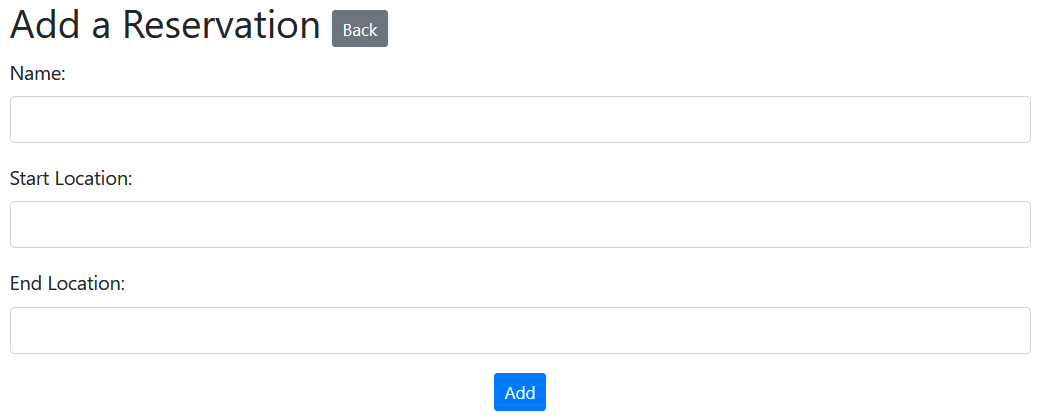 Add a Reservation Back
Name:
Start Location:
End Location:
Add